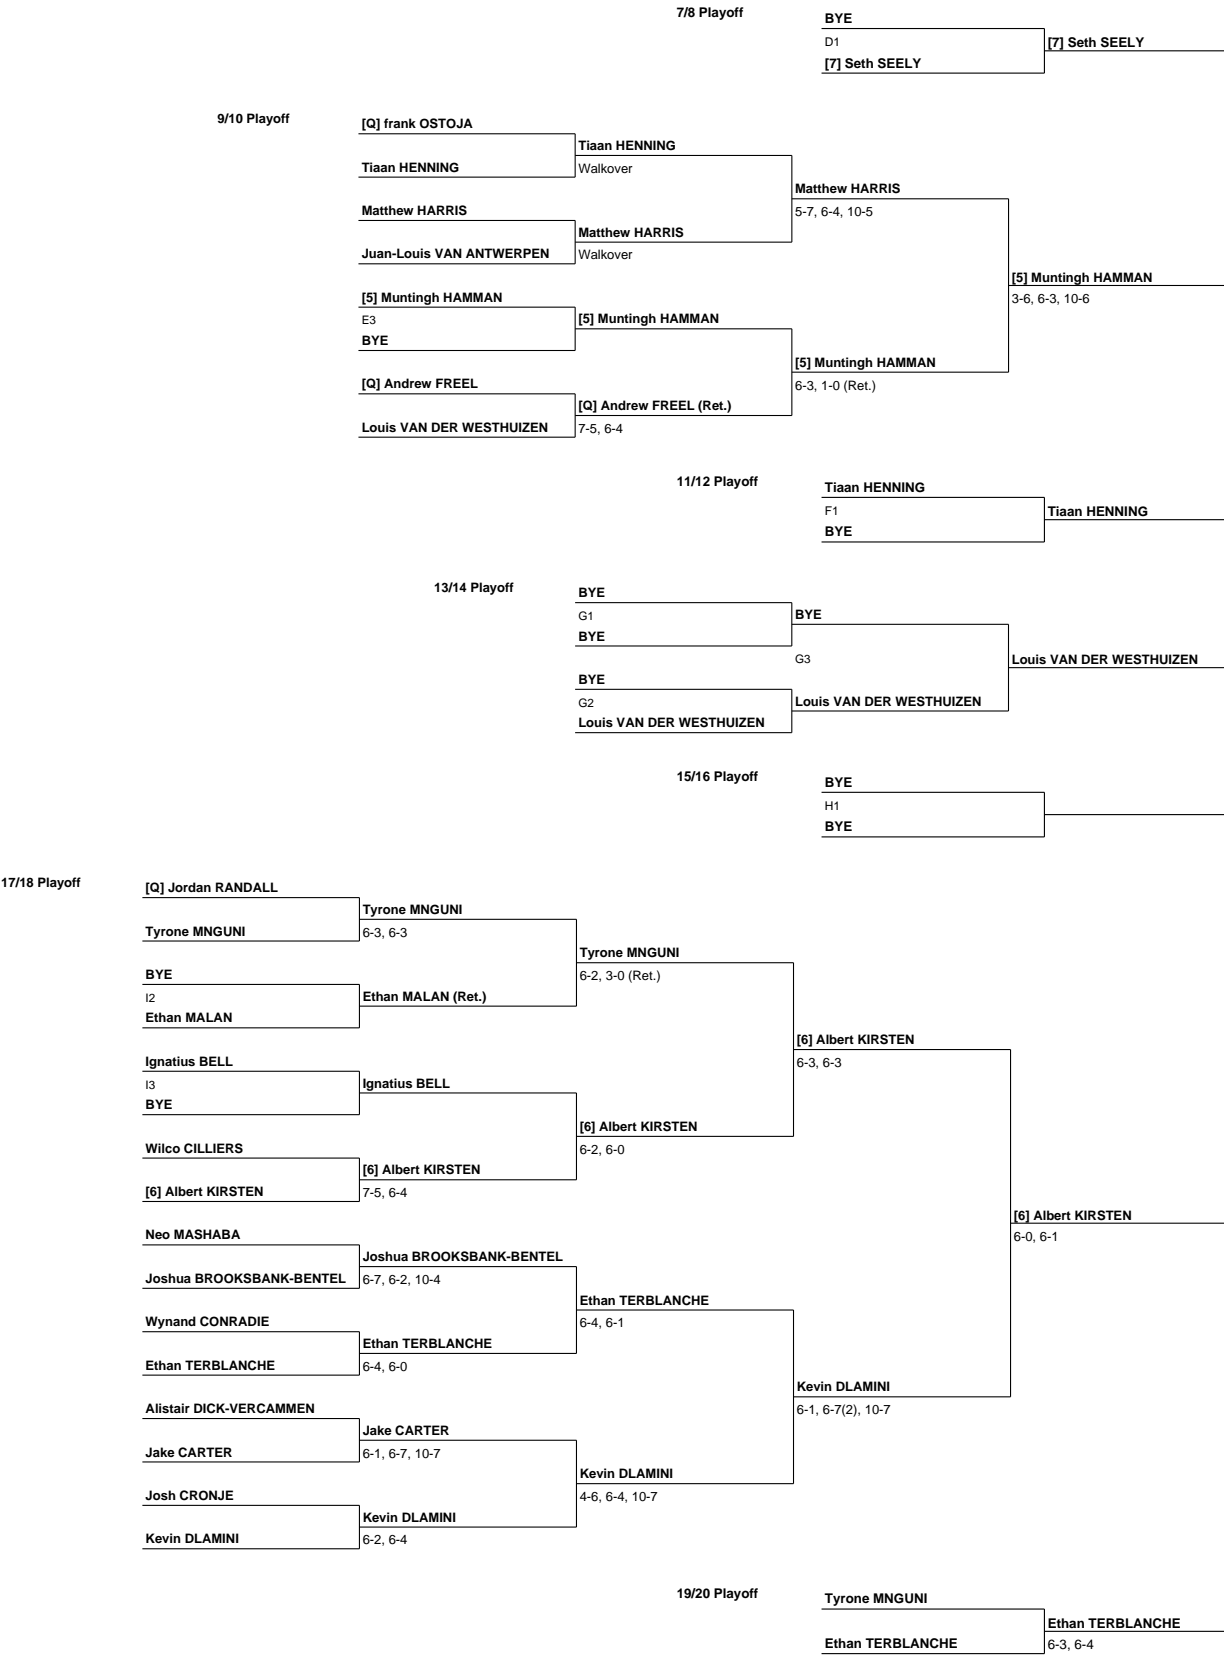 7/8 Playoff
BYE
D1
[7] Seth SEELY
[7] Seth SEELY
9/10 Playoff
[Q] frank OSTOJA
Tiaan HENNING
Tiaan HENNING
Walkover
Matthew HARRIS
5-7, 6-4, 10-5
Matthew HARRIS
Matthew HARRIS
Juan-Louis VAN ANTWERPEN
Walkover
[5] Muntingh HAMMAN
3-6, 6-3, 10-6
[5] Muntingh HAMMAN
E3
[5] Muntingh HAMMAN
BYE
[5] Muntingh HAMMAN
6-3, 1-0 (Ret.)
[Q] Andrew FREEL
[Q] Andrew FREEL (Ret.)
Louis VAN DER WESTHUIZEN
7-5, 6-4
11/12 Playoff
Tiaan HENNING
F1
Tiaan HENNING
BYE
13/14 Playoff
BYE
G1
BYE
BYE
G3
Louis VAN DER WESTHUIZEN
BYE
G2
Louis VAN DER WESTHUIZEN
Louis VAN DER WESTHUIZEN
15/16 Playoff
BYE
H1
BYE
17/18 Playoff
[Q] Jordan RANDALL
Tyrone MNGUNI
Tyrone MNGUNI
6-3, 6-3
Tyrone MNGUNI
6-2, 3-0 (Ret.)
BYE
I2
Ethan MALAN (Ret.)
Ethan MALAN
[6] Albert KIRSTEN
6-3, 6-3
Ignatius BELL
I3
Ignatius BELL
BYE
[6] Albert KIRSTEN
6-2, 6-0
Wilco CILLIERS
[6] Albert KIRSTEN
[6] Albert KIRSTEN
7-5, 6-4
[6] Albert KIRSTEN
6-0, 6-1
Neo MASHABA
Joshua BROOKSBANK-BENTEL
Joshua BROOKSBANK-BENTEL
6-7, 6-2, 10-4
Ethan TERBLANCHE
6-4, 6-1
Wynand CONRADIE
Ethan TERBLANCHE
Ethan TERBLANCHE
6-4, 6-0
Kevin DLAMINI
6-1, 6-7(2), 10-7
Alistair DICK-VERCAMMEN
Jake CARTER
Jake CARTER
6-1, 6-7, 10-7
Kevin DLAMINI
4-6, 6-4, 10-7
Josh CRONJE
Kevin DLAMINI
Kevin DLAMINI
6-2, 6-4
19/20 Playoff
Tyrone MNGUNI
Ethan TERBLANCHE
Ethan TERBLANCHE
6-3, 6-4